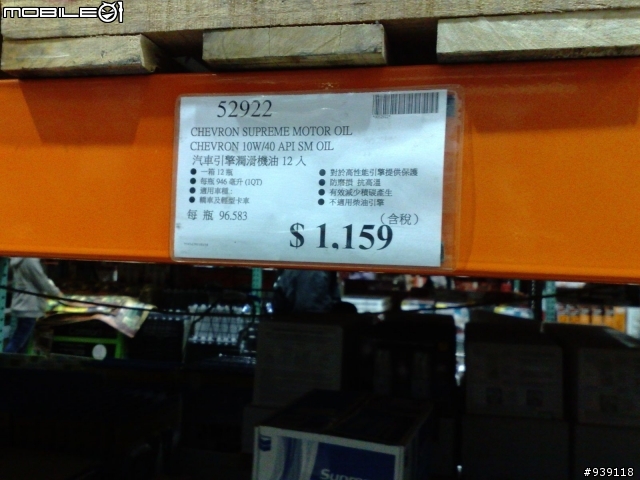 MOBILE01
52922
CHEVRON SUPREME MOTOR OIL
CHEVRON 10W/40 API SM OIL
汽車引擎潤滑機油 12入
● 一箱 12 瓶
● 每瓶 946 毫升 (1QT)
● 適用車種:
● 轎車及輕型卡車
● 對於高性能引擎提供保護
● 防磨損 抗高溫
● 有效減少積碳產生
● 不適用柴油引擎
每 瓶 96.583
(含稅)
$ 1,159
#939118